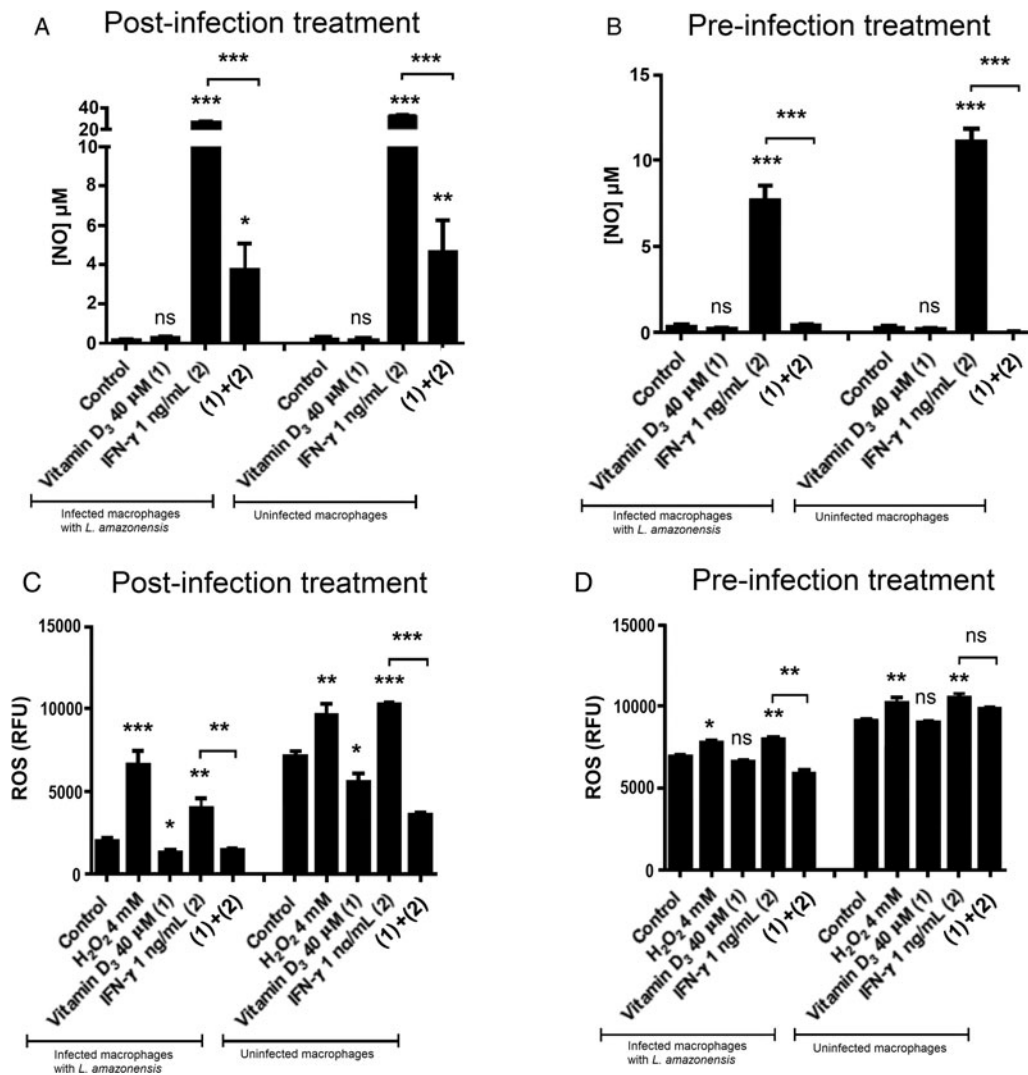 A
Post-infection treatment
[NO] µM
40
20
10
8
6
4
2
0
ns
***
***
*
ns
***
***
**
Control
Vitamin D₃ 40 µM (1)
IFN-γ 1 ng/mL (2)
(1)+(2)
Control
Vitamin D₃ 40 µM (1)
IFN-γ 1 ng/mL (2)
(1)+(2)
Infected macrophages
with L. amazonensis
Uninfected macrophages
B
Pre-infection treatment
[NO] µM
15
10
5
0
ns
***
***
ns
***
***
Control
Vitamin D₃ 40 µM (1)
IFN-γ 1 ng/mL (2)
(1)+(2)
Control
Vitamin D₃ 40 µM (1)
IFN-γ 1 ng/mL (2)
(1)+(2)
Infected macrophages
with L. amazonensis
Uninfected macrophages
C
Post-infection treatment
ROS (RFU)
15000
10000
5000
0
***
*
**
**
**
*
***
***
Control
H₂O₂ 4 mM
Vitamin D₃ 40 µM (1)
IFN-γ 1 ng/mL (2)
(1)+(2)
Control
H₂O₂ 4 mM
Vitamin D₃ 40 µM (1)
IFN-γ 1 ng/mL (2)
(1)+(2)
Infected macrophages
with L. amazonensis
Uninfected macrophages
D
Pre-infection treatment
ROS (RFU)
15000
10000
5000
0
*
ns
**
**
**
ns
**
ns
Control
H₂O₂ 4 mM
Vitamin D₃ 40 µM (1)
IFN-γ 1 ng/mL (2)
(1)+(2)
Control
H₂O₂ 4 mM
Vitamin D₃ 40 µM (1)
IFN-γ 1 ng/mL (2)
(1)+(2)
Infected macrophages
with L. amazonensis
Uninfected macrophages